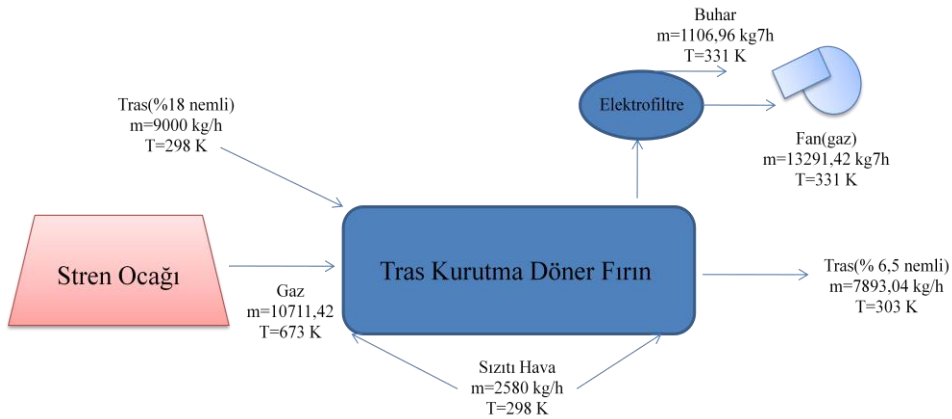 Buhar
m=1106,96 kg7h
T=331 K
Elektrofiltre
Fan(gaz)
m=13291,42 kg7h
T=331 K
Tras(%18 nemli)
m=9000 kg/h
T=298 K
Stren Ocağı
Gaz
m=10711,42
T=673 K
Tras Kurutma Döner Fırın
Tras(% 6,5 nemli)
m=7893,04 kg/h
T=303 K
Sızıti Hava
m=2580 kg/h
T=298 K